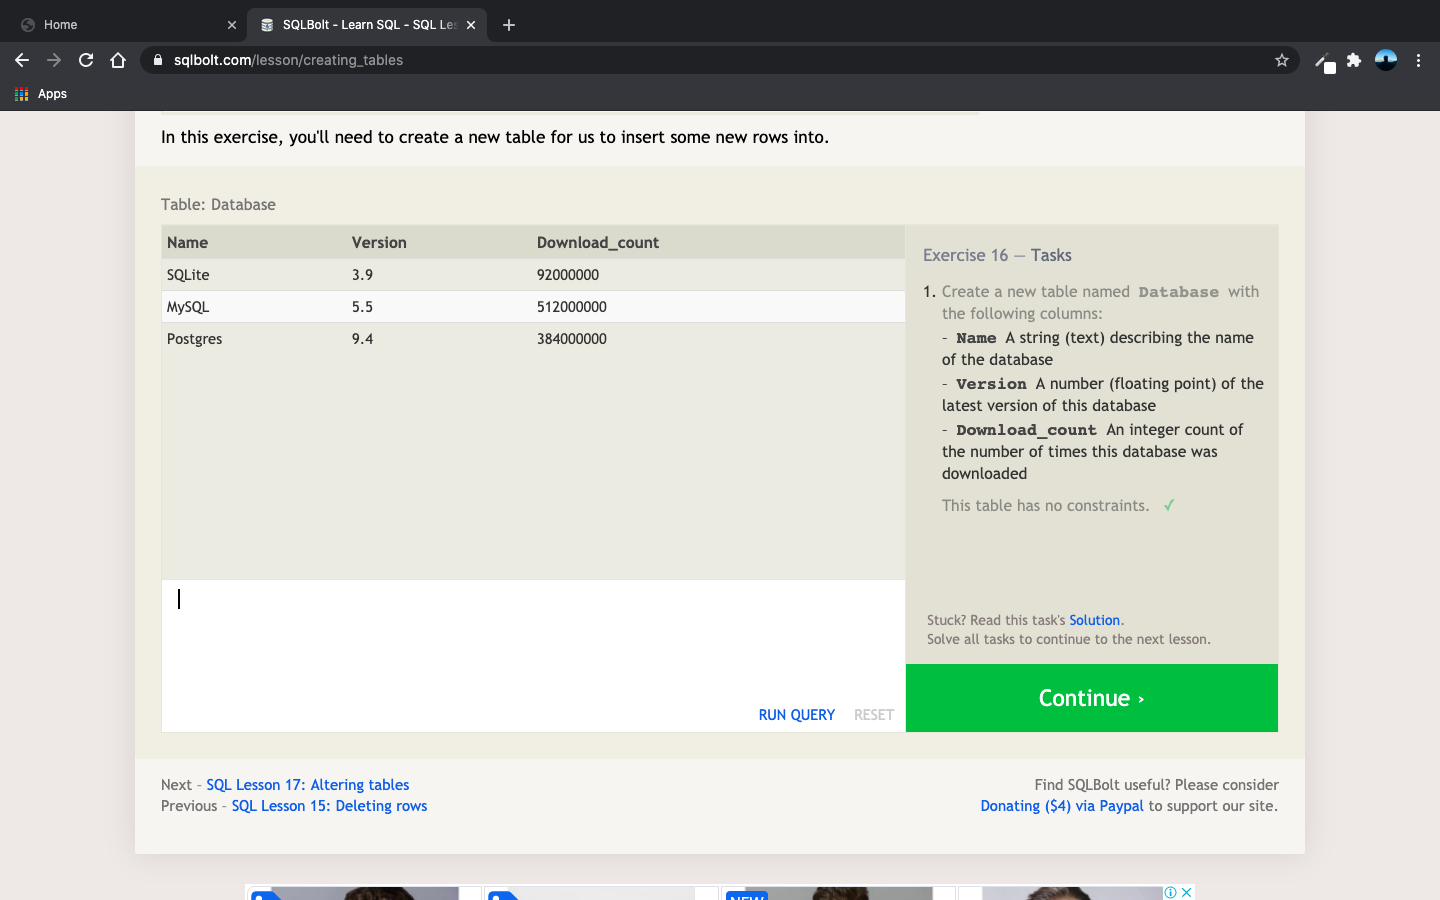 Home
SQLBolt - Learn SQL - SQL Les
sqlbolt.com/lesson/creating_tables
Apps
In this exercise, you'll need to create a new table for us to insert some new rows into.
Table: Database
Name Version Download_count
SQLite 3.9 92000000
MySQL 5.5 512000000
Postgres 9.4 384000000
Exercise 16 — Tasks
1. Create a new table named Database with
the following columns:
- Name A string (text) describing the name
of the database
- Version A number (floating point) of the
latest version of this database
- Download_count An integer count of
the number of times this database was
downloaded
This table has no constraints. ✓
Stuck? Read this task's Solution.
Solve all tasks to continue to the next lesson.
RUN QUERY RESET
Continue ›
Next – SQL Lesson 17: Altering tables
Previous – SQL Lesson 15: Deleting rows
Find SQLBolt useful? Please consider
Donating ($4) via Paypal to support our site.
NEW